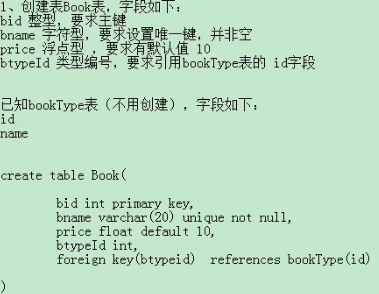 1、创建表Book表，字段如下：
bid 整型，要求主键
bname 字符型，要求设置唯一键，并非空
price 浮点型 ，要求有默认值 10
btypeId 类型编号，要求引用bookType表的 id字段
已知bookType表（不用创建），字段如下：
id
name
create table Book(
bid int primary key,
bname varchar(20) unique not null,
price float default 10,
btypeId int,
foreign key(btypeid) references bookType(id)
)